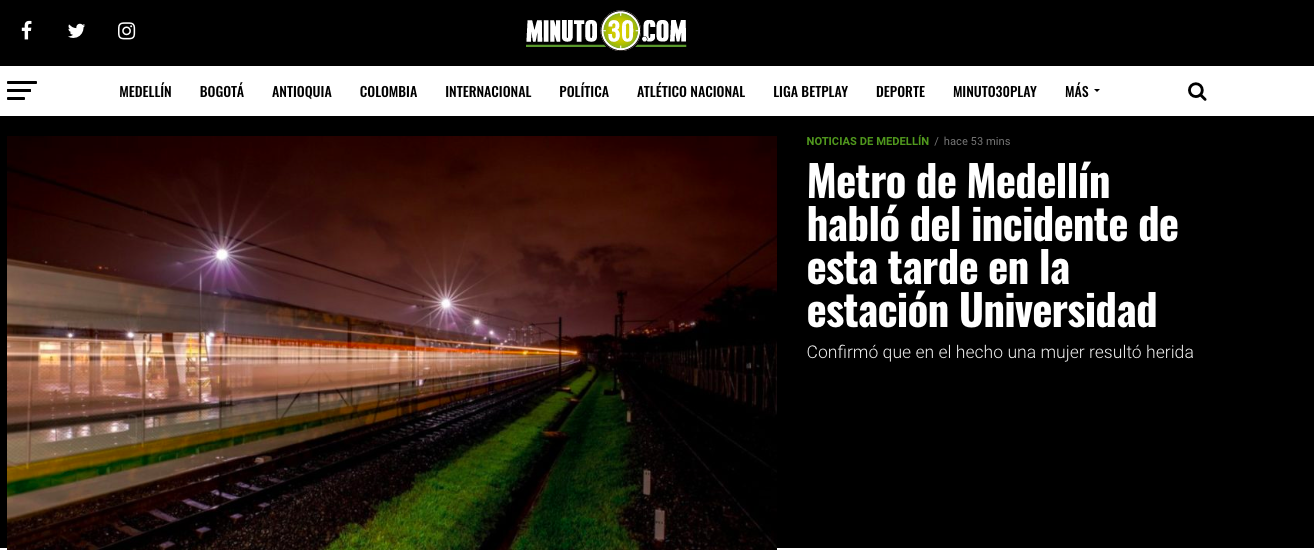 MINUTO30.COM
MEDELLÍN BOGOTÁ ANTIOQUIA COLOMBIA INTERNACIONAL POLÍTICA ATLÉTICO NACIONAL LIGA BETPLAY DEPORTE MINUTO30PLAY MÁS
NOTICIAS DE MEDELLÍN / hace 53 mins
Metro de Medellín
habló del incidente de
esta tarde en la
estación Universidad
Confirmó que en el hecho una mujer resultó herida